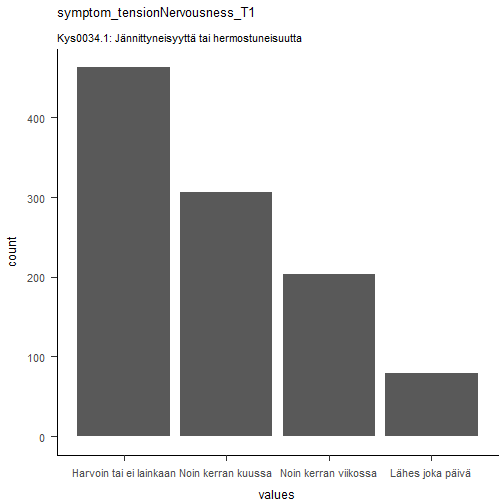 symptom_tensionNervousness_T1
Kys0034.1: Jännittyneisyyttä tai hermostuneisuutta
400
300
200
100
0
count
Harvoin tai ei lainkaan Noin kerran kuussa Noin kerran viikossa Lähes joka päivä
values